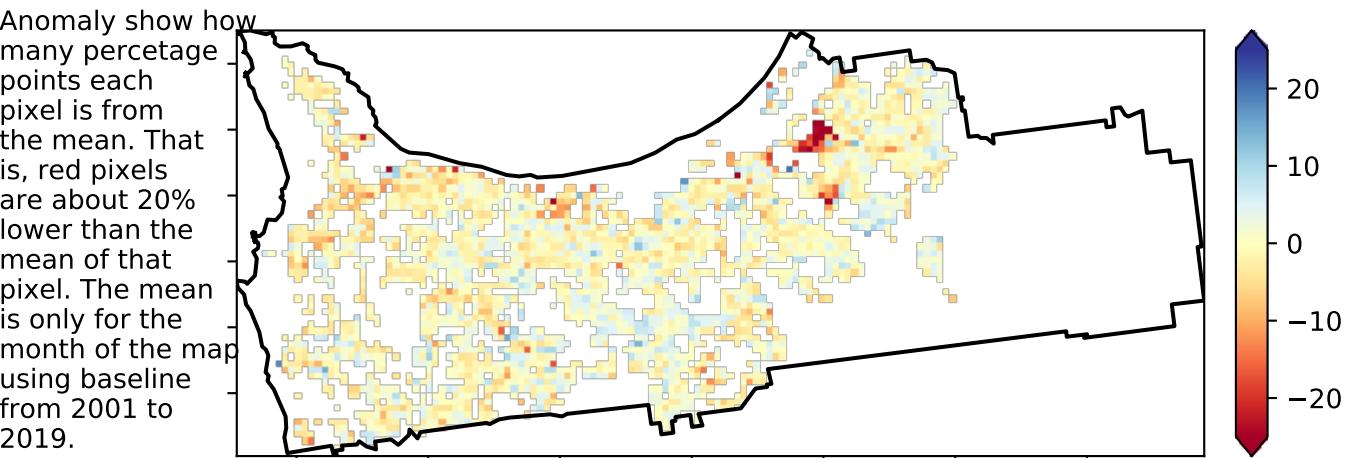 Anomaly show how
many percetage
points each
pixel is from
the mean. That
is, red pixels
are about 20%
lower than the
mean of that
pixel. The mean
is only for the
month of the map
using baseline
from 2001 to
2019.
20
10
0
−10
−20